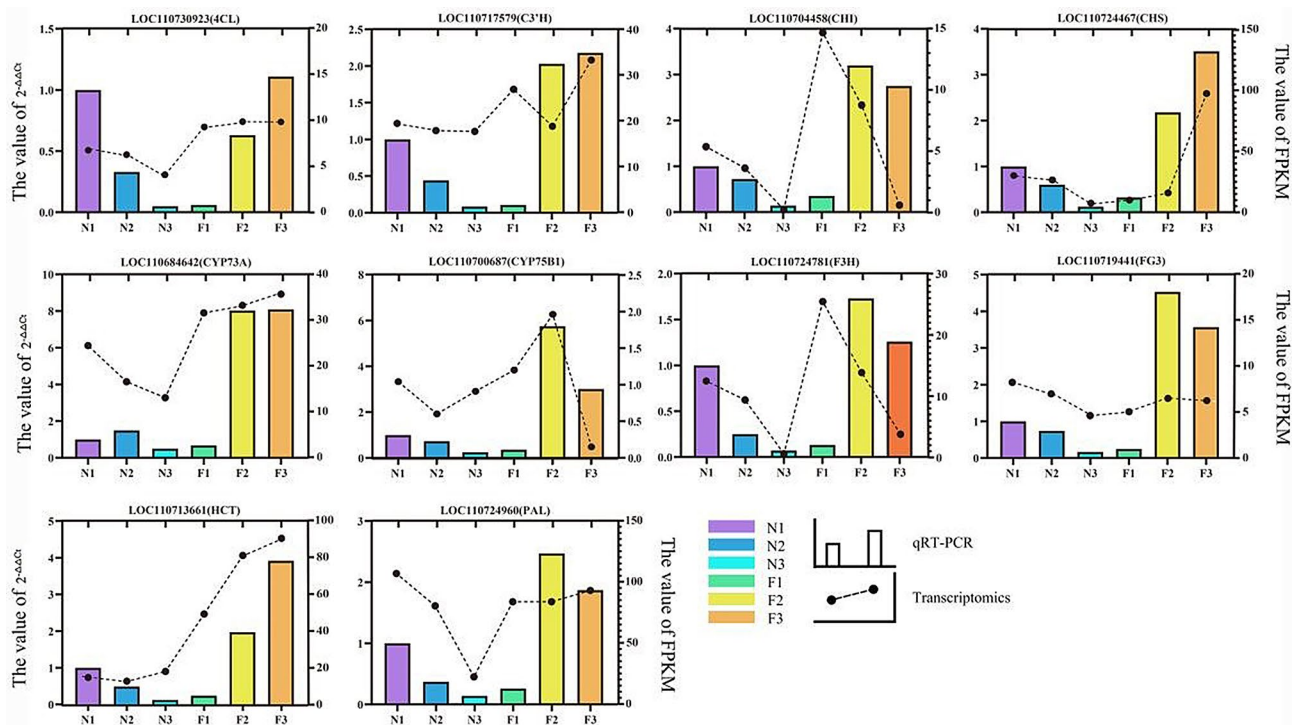 LOC110730923(4CL)
The value of 2-ΔΔCt
1.5
1.0
0.5
0.0
20
15
10
5
0
N1 N2 N3 F1 F2 F3
LOC110717579(C3'H)
2.5
2.0
1.5
1.0
0.5
0.0
40
30
20
10
0
N1 N2 N3 F1 F2 F3
LOC110704458(CHI)
4
3
2
1
0
15
10
5
0
N1 N2 N3 F1 F2 F3
LOC110724467(CHS)
4
3
2
1
0
150
100
50
0
The value of FPKM
N1 N2 N3 F1 F2 F3
LOC110684642(CYP73A)
The value of 2-ΔΔCt
10
8
6
4
2
0
40
30
20
10
0
N1 N2 N3 F1 F2 F3
LOC110700687(CYP75B1)
8
6
4
2
0
2.5
2.0
1.5
1.0
0.5
0.0
N1 N2 N3 F1 F2 F3
LOC110724781(F3H)
2.0
1.5
1.0
0.5
0.0
30
20
10
0
N1 N2 N3 F1 F2 F3
LOC110719441(FG3)
5
4
3
2
1
0
20
15
10
5
0
The value of FPKM
N1 N2 N3 F1 F2 F3
LOC110713661(HCT)
The value of 2-ΔΔCt
5
4
3
2
1
0
100
80
60
40
20
0
N1 N2 N3 F1 F2 F3
LOC110724960(PAL)
3
2
1
0
150
100
50
0
The value of FPKM
N1 N2 N3 F1 F2 F3
N1
N2
N3
F1
F2
F3
qRT-PCR
Transcriptomics